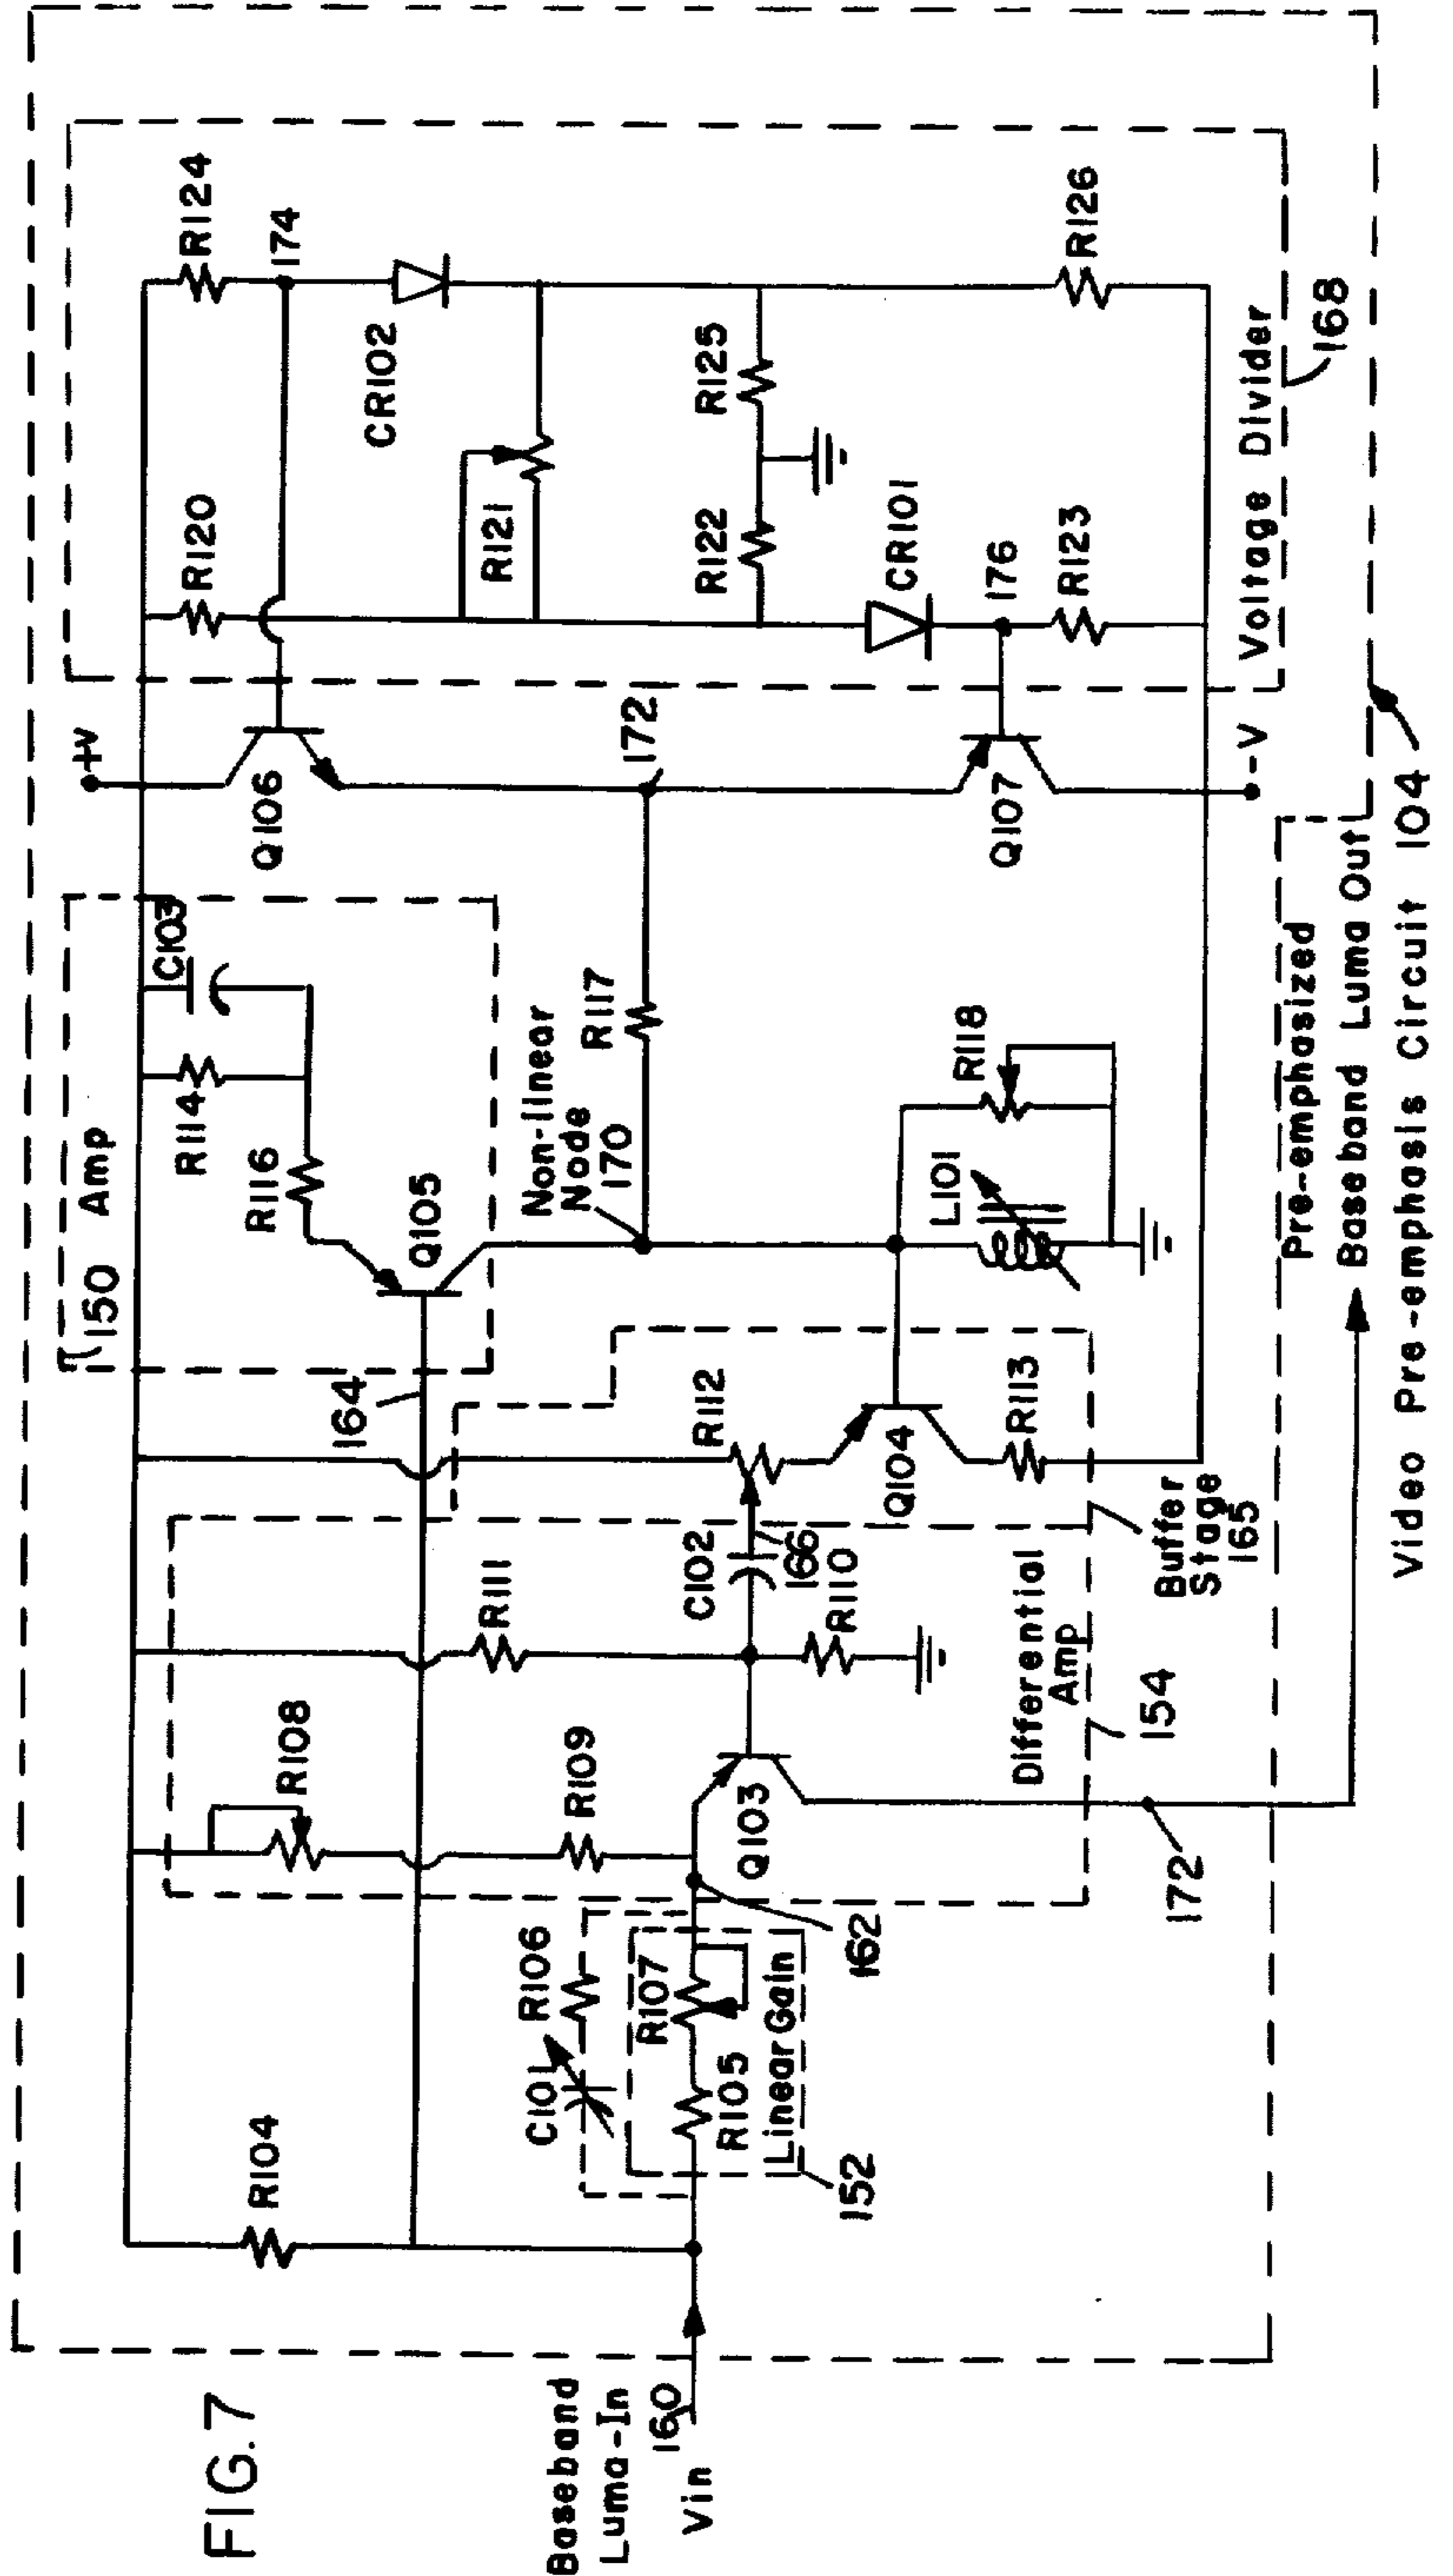 FIG. 7
Baseband
Luma-In
160
Vin
R104
150 Amp
R114
C103
R116
Q105
164
+V
Q106
R120
R124
174
CR102
R121
R108
R109
R111
R112
C102
166
R110
Q103
Q104
R113
C101
R106
R107
R105
Linear Gain
152
162
Differential
Amp
154
Buffer
Stage
165
Non-linear
Node
170
R117
172
L101
R118
R122
R125
CR101
176
R123
R126
Q107
-V
Voltage Divider
168
172
Pre-emphasized
Baseband Luma Out
Video Pre-emphasis Circuit 104